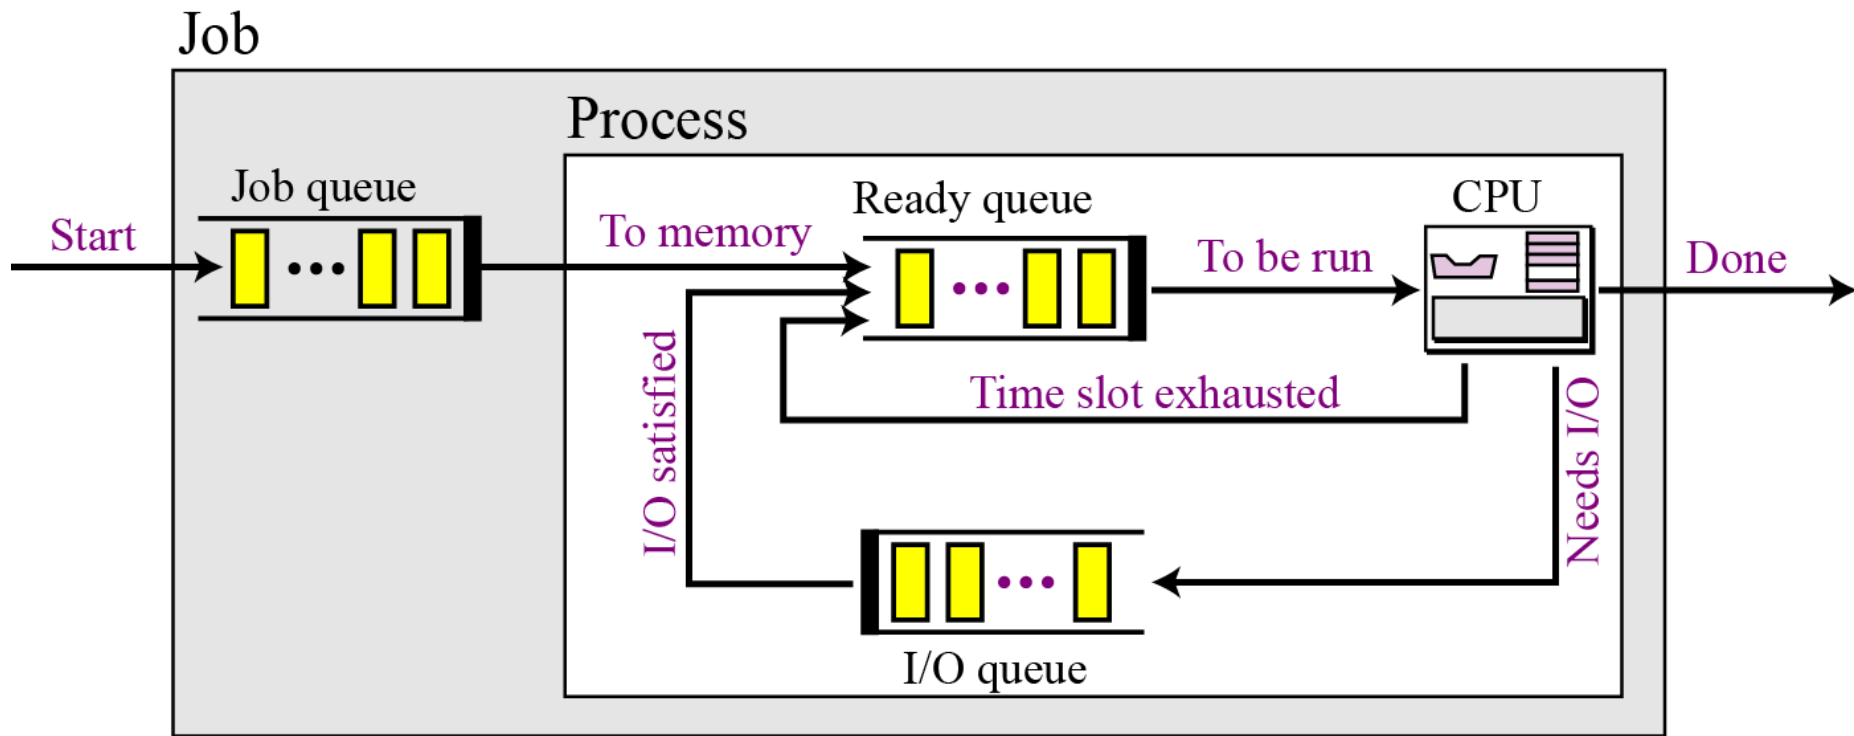 Job
Process
Job queue
Ready queue
CPU
Start
To memory
To be run
Done
Time slot exhausted
I/O satisfied
Needs I/O
I/O queue